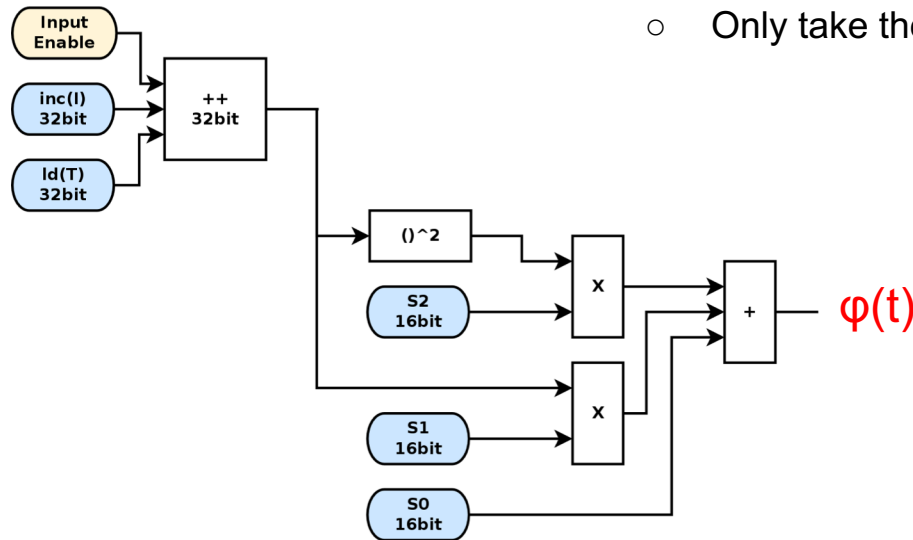 Input
Enable
○ Only take the
inc(I)
32bit
++
32bit
ld(T)
32bit
()^2
S2
16bit
X
+
φ(t)
X
S1
16bit
S0
16bit